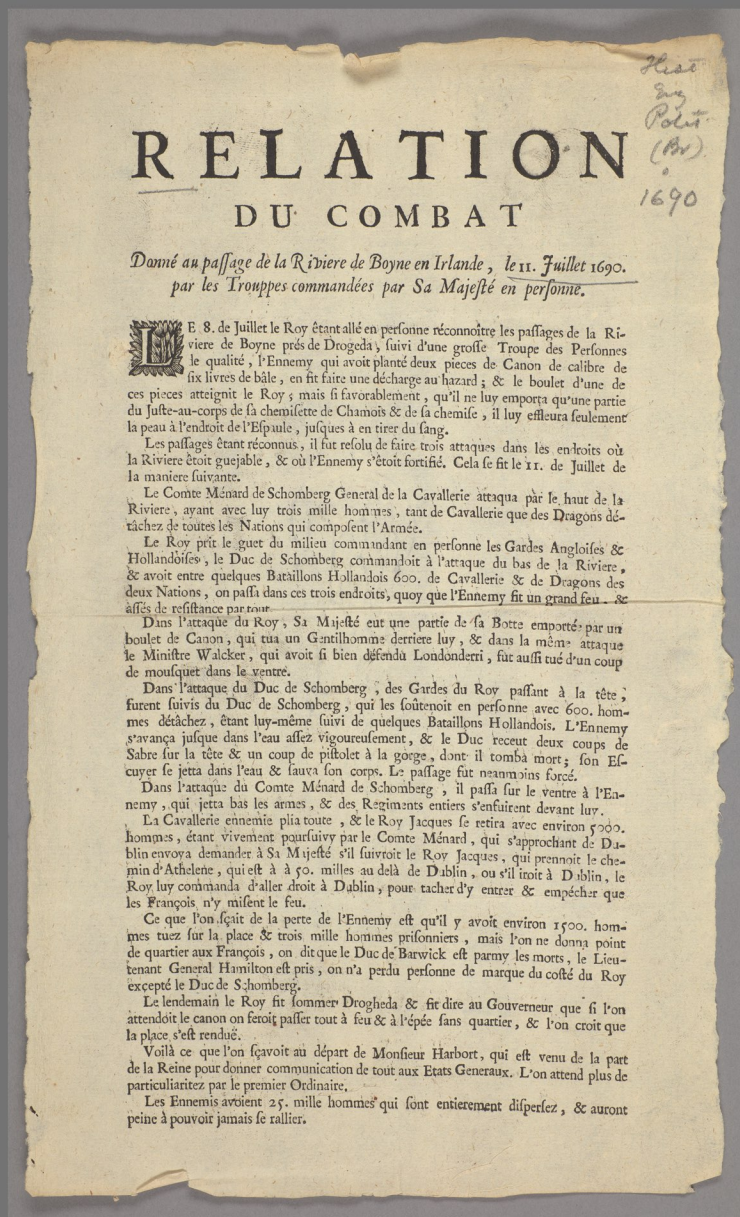 Hist
Eng
Polit
(Br)
1690
RELATION
DU COMBAT
Donné au passage de la Riviere de Boyne en Irlande, le 11. Juillet 1690.
par les Trouppes commandées par Sa Majesté en personne.
LE 8. de Juillet le Roy êtant allé en personne réconnoître les passages de la Ri-
viere de Boyne prés de Drogeda, suivi d'une grosse Troupe des Personnes
le qualité, l'Ennemy qui avoit planté deux pieces de Canon de calibre de
six livres de bâle, en fit faire une décharge au hazard; & le boulet d'une de
ces pieces atteignit le Roy; mais si favorablement, qu'il ne luy emporta qu'une partie
du Juste-au-corps de sa chemisette de Chamois & de sa chemise, il luy effleura seulement
la peau à l'endroit de l'Espaule, jusques à en tirer du sang.
Les passages êtant réconnus, il fut resolu de faire trois attaques dans les endroits où
la Riviere êtoit guejable, & où l'Ennemy s'êtoit fortifié. Cela se fit le 11. de Juillet de
la maniere suivante.
Le Comte Ménard de Schomberg General de la Cavallerie attaqua par le haut de la
Riviere, ayant avec luy trois mille hommes, tant de Cavallerie que des Dragons dé-
tâchez de toutes les Nations qui composent l'Armée.
Le Roy prit le guet du milieu commandant en personne les Gardes Angloises &
Hollandoises, le Duc de Schomberg commandoit à l'attaque du bas de la Riviere,
& avoit entre quelques Bataillons Hollandois 600. de Cavallerie & de Dragons des
deux Nations, on passa dans ces trois endroits, quoy que l'Ennemy fit un grand feu &
assés de resistance par tout.
Dans l'attaque du Roy, Sa Majesté eut une partie de sa Botte emportée par un
boulet de Canon, qui tua un Gentilhomme derriere luy, & dans la même attaque
le Ministre Walcker, qui avoit si bien défendu Londonderri, fut aussi tué d'un coup
de mousquet dans le ventre.
Dans l'attaque du Duc de Schomberg, des Gardes du Roy passant à la tête,
furent suivis du Duc de Schomberg, qui les soûtenoit en personne avec 600. hom-
mes détâchez, êtant luy-même suivi de quelques Bataillons Hollandois. L'Ennemy
s'avança jusque dans l'eau assez vigoureusement, & le Duc receut deux coups de
Sabre sur la tête & un coup de pistolet à la gorge, dont il tomba mort; son Es-
cuyer se jetta dans l'eau & sauva son corps. Le passage fut neanmoins forcé.
Dans l'attaque du Comte Ménard de Schomberg, il passa sur le ventre à l'En-
nemy, qui jetta bas les armes, & des Regiments entiers s'enfuirent devant luy.
La Cavallerie ennemie plia toute, & le Roy Jacques se retira avec environ 5000.
hommes, étant vivement poursuivy par le Comte Ménard, qui s'approchant de Du-
blin envoya demander à Sa Majesté s'il suivroit le Roy Jacques, qui prennoit le che-
min d'Athelene, qui est à à 50. milles au delà de Dublin, ou s'il iroit à Dublin, le
Roy luy commanda d'aller droit à Dublin, pour tacher d'y entrer & empécher que
les François n'y misent le feu.
Ce que l'on sçait de la perte de l'Ennemy est qu'il y avoit environ 1500. hom-
mes tuez sur la place & trois mille hommes prisonniers, mais l'on ne donna point
de quartier aux François, on dit que le Duc de Barwick est parmy les morts, le Lieu-
tenant General Hamilton est pris, on n'a perdu personne de marque du costé du Roy
excepté le Duc de Schomberg.
Le lendemain le Roy fit sommer Drogheda & fit dire au Gouverneur que si l'on
attendoit le canon on feroit passer tout à feu & à l'épée sans quartier, & l'on croit que
la place s'est renduë.
Voilà ce que l'on sçavoit au départ de Monsieur Harbort, qui est venu de la part
de la Reine pour donner communication de tout aux Etats Generaux. L'on attend plus de
particularitez par le premier Ordinaire.
Les Ennemis avoient 25. mille hommes qui sont entierement dispersez, & auront
peine à pouvoir jamais se rallier.